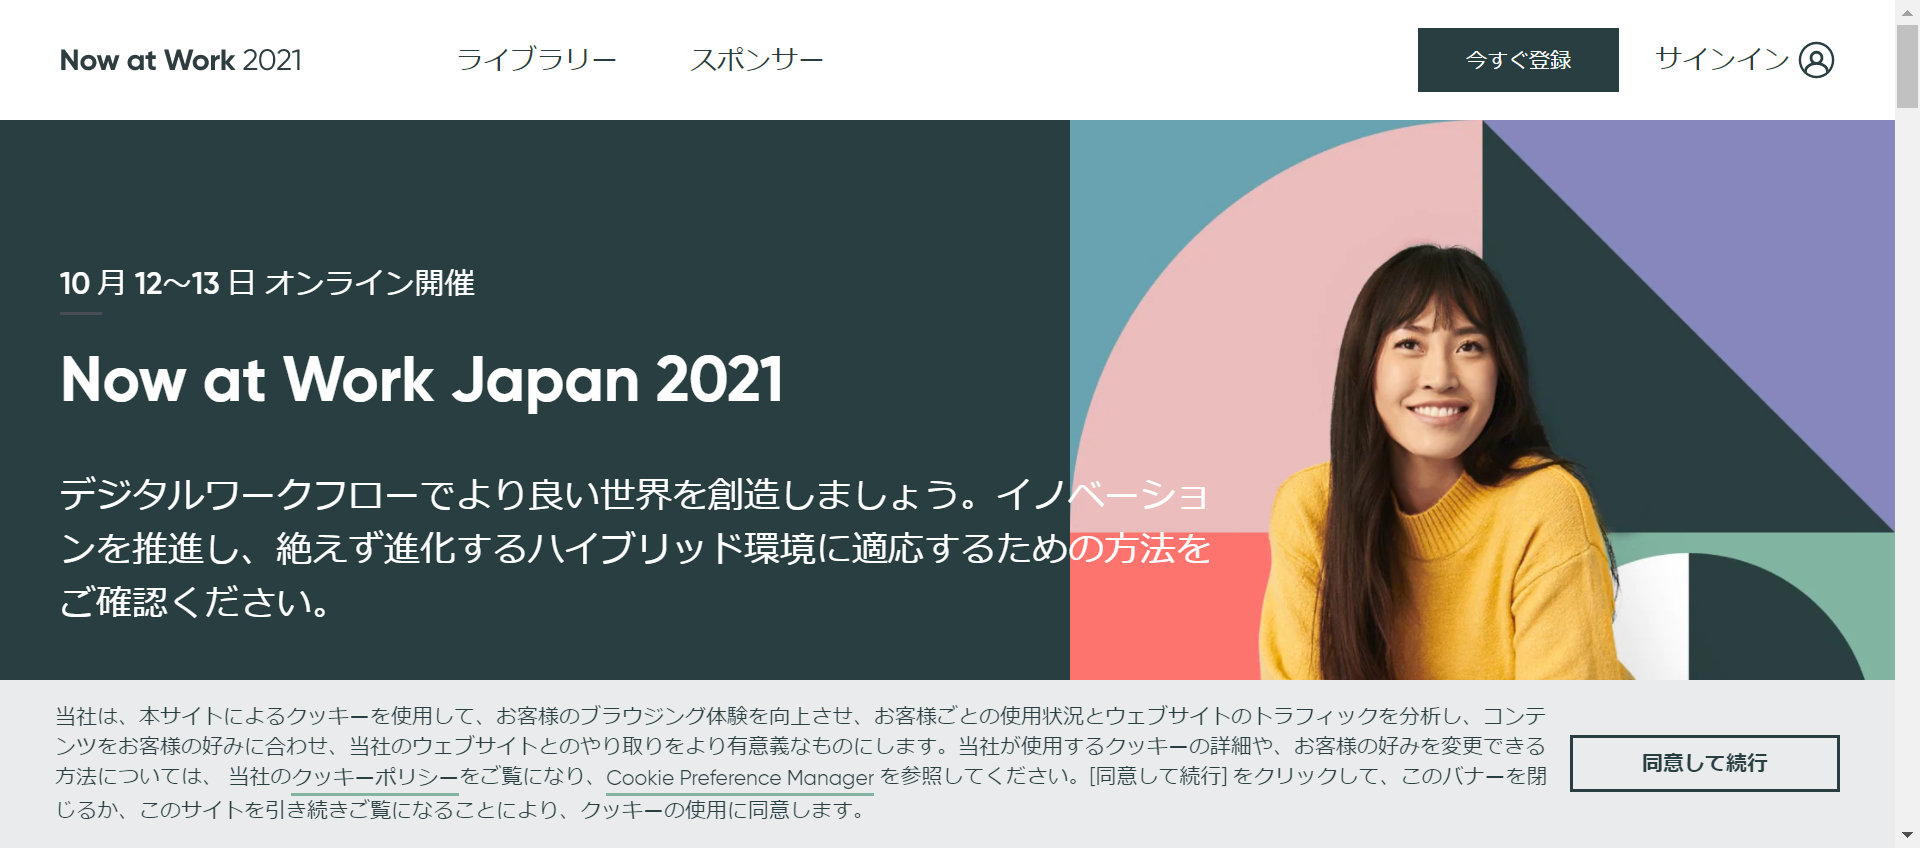 Now at Work 2021
ライブラリー
スポンサー
今すぐ登録
サインイン
10 月 12～13 日 オンライン開催
Now at Work Japan 2021
デジタルワークフローでより良い世界を創造しましょう。イノベーショ
ンを推進し、絶えず進化するハイブリッド環境に適応するための方法を
ご確認ください。
当社は、本サイトによるクッキーを使用して、お客様のブラウジング体験を向上させ、お客様ごとの使用状況とウェブサイトのトラフィックを分析し、コンテ
ンツをお客様の好みに合わせ、当社のウェブサイトとのやり取りをより有意義なものにします。当社が使用するクッキーの詳細や、お客様の好みを変更できる
方法については、 当社のクッキーポリシーをご覧になり、Cookie Preference Manager を参照してください。[同意して続行] をクリックして、このバナーを閉
じるか、このサイトを引き続きご覧になることにより、クッキーの使用に同意します。
同意して続行